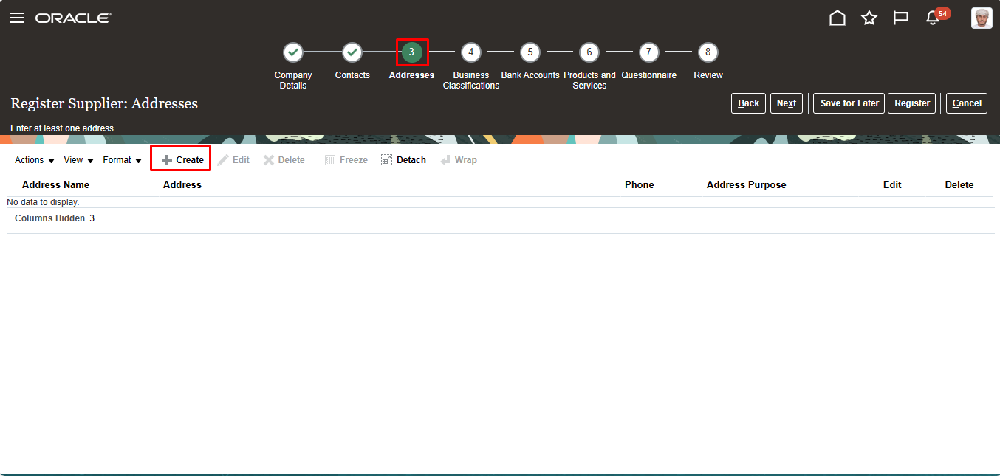 ORACLE
54
3 4 5 6 7 8
Company Details
Contacts
Addresses
Business Classifications
Bank Accounts
Products and Services
Questionnaire
Review
Register Supplier: Addresses
Back Next Save for Later Register Cancel
Enter at least one address.
Actions View Format Create Edit Delete Freeze Detach Wrap
Address Name Address Phone Address Purpose Edit Delete
No data to display.
Columns Hidden 3